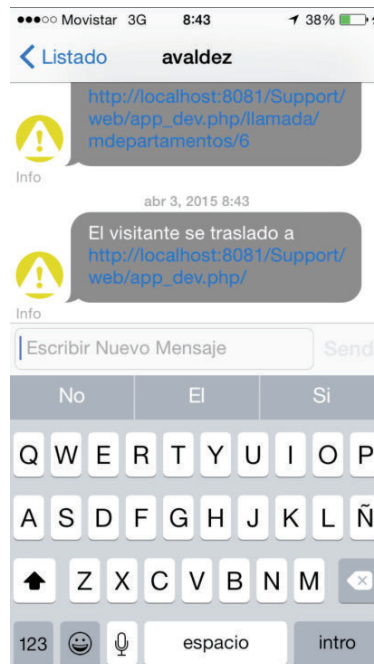 Movistar 3G 8:43 38%
Listado avaldez
http://localhost:8081/Support/
web/app_dev.php/llamada/
mdepartamentos/6
Info
abr 3, 2015 8:43
El visitante se traslado a
http://localhost:8081/Support/
web/app_dev.php/
Info
Escribir Nuevo Mensaje Send
No El Si
Q W E R T Y U I O P
A S D F G H J K L Ñ
Z X C V B N M
123 espacio intro